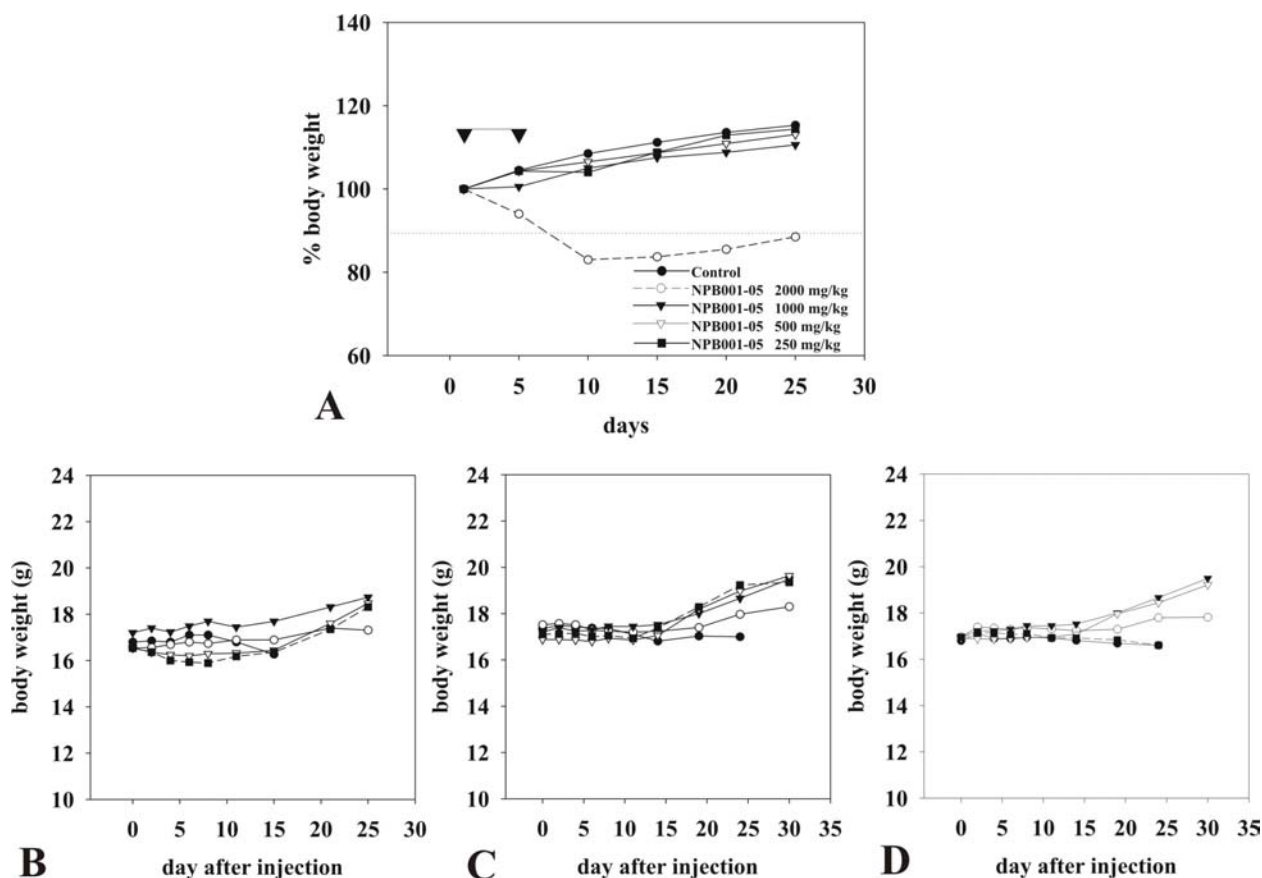 140
120
100
80
60
% body weight
Control
NPB001-05 2000 mg/kg
NPB001-05 1000 mg/kg
NPB001-05 500 mg/kg
NPB001-05 250 mg/kg
0 5 10 15 20 25 30
A
days
24
22
20
18
16
14
12
10
body weight (g)
0 5 10 15 20 25 30
B
day after injection
24
22
20
18
16
14
12
10
body weight (g)
0 5 10 15 20 25 30 35
C
day after injection
24
22
20
18
16
14
12
10
body weight (g)
0 5 10 15 20 25 30 35
D
day after injection